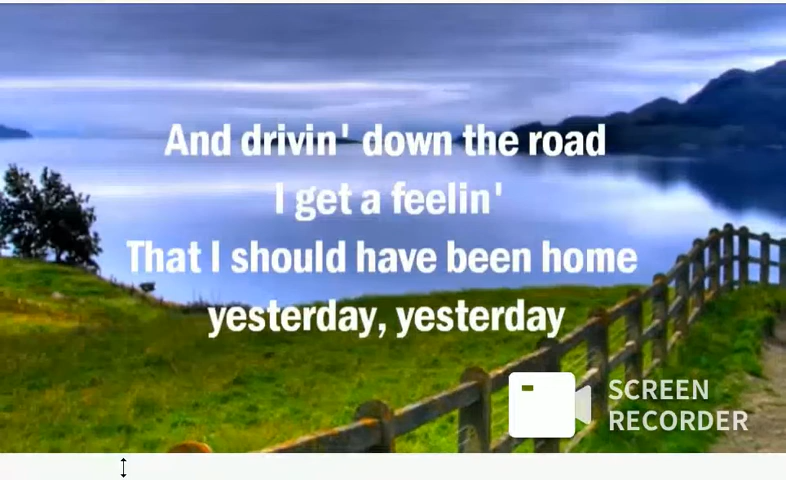 And drivin' down the road
I get a feelin'
That I should have been home
yesterday, yesterday
SCREEN
RECORDER